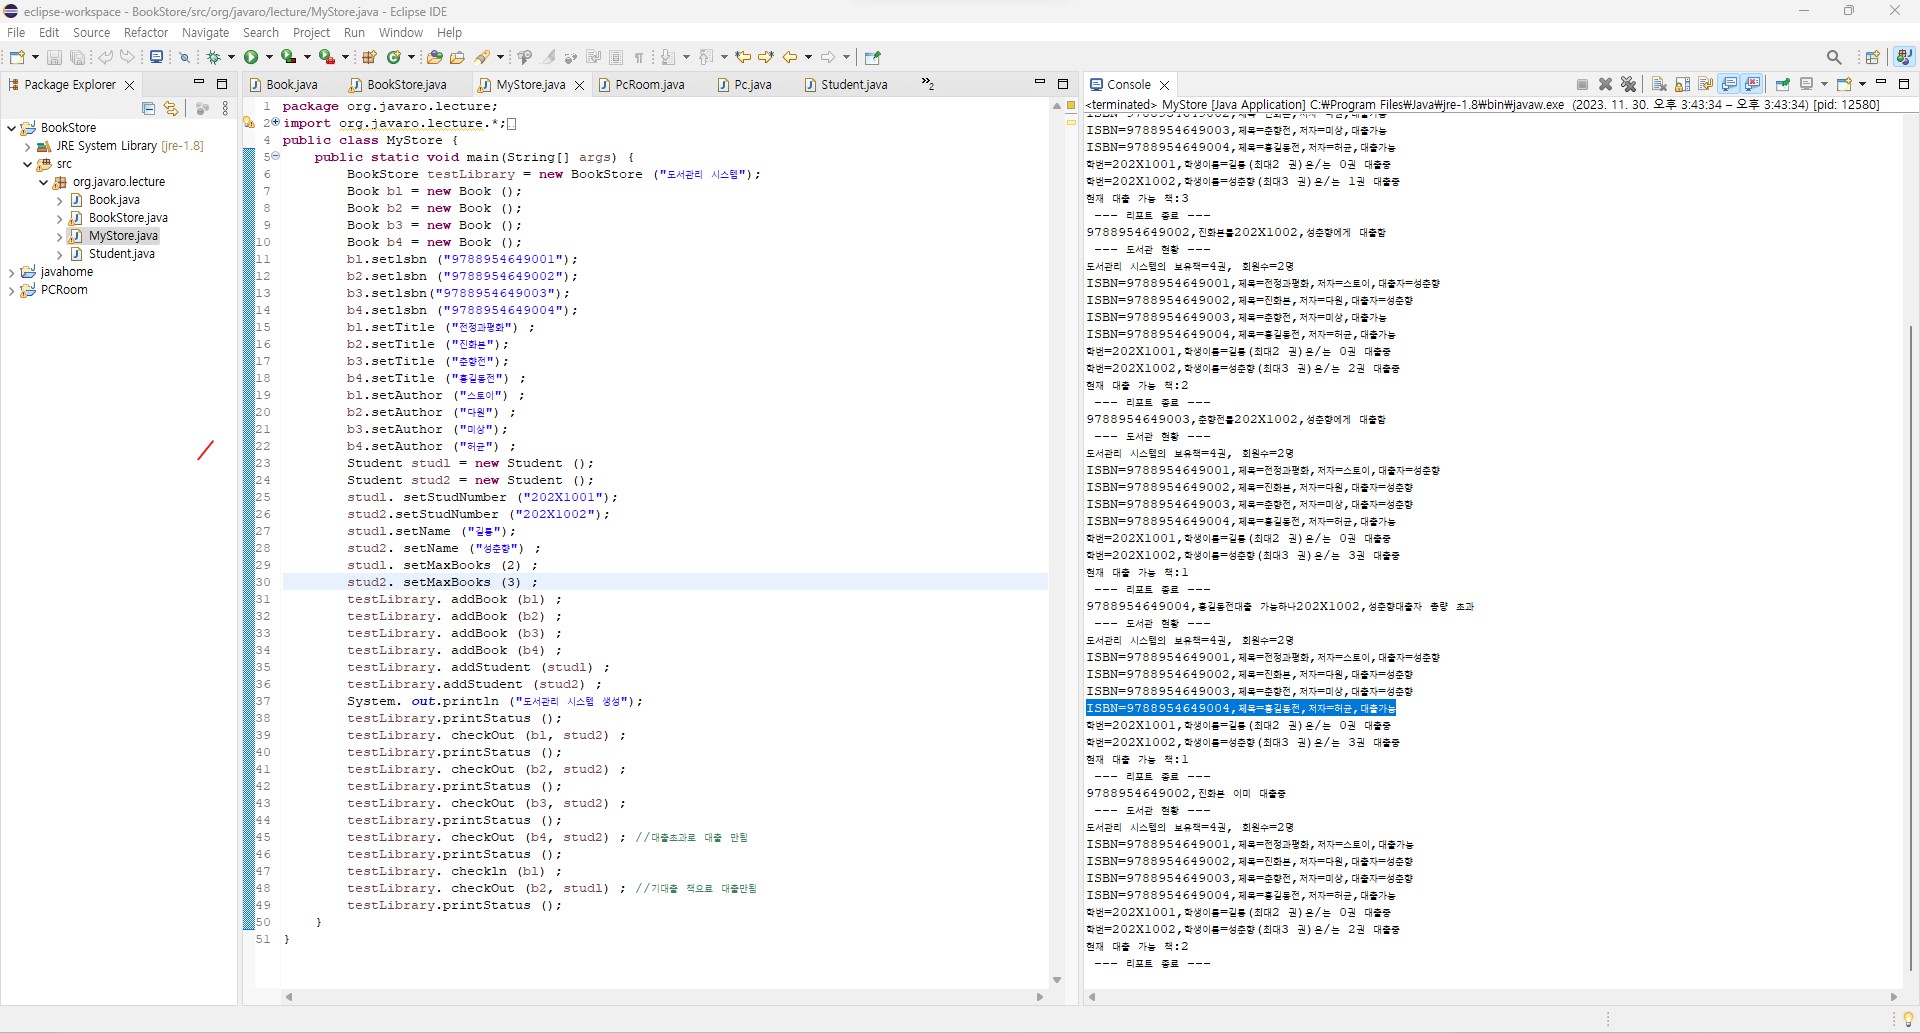 eclipse-workspace - BookStore/src/org/javaro/lecture/MyStore.java - Eclipse IDE
File Edit Source Refactor Navigate Search Project Run Window Help
Package Explorer
BookStore
JRE System Library [jre-1.8]
src
org.javaro.lecture
Book.java
BookStore.java
MyStore.java
Student.java
javahome
PCRoom
Book.java BookStore.java MyStore.java PcRoom.java Pc.java Student.java »2
1 package org.javaro.lecture;
2 import org.javaro.lecture.*;
4 public class MyStore {
5 public static void main(String[] args) {
6 BookStore testLibrary = new BookStore ("도서관리 시스템");
7 Book bl = new Book ();
8 Book b2 = new Book ();
9 Book b3 = new Book ();
10 Book b4 = new Book ();
11 bl.setlsbn ("9788954649001");
12 b2.setlsbn ("9788954649002");
13 b3.setlsbn("9788954649003");
14 b4.setlsbn ("9788954649004");
15 bl.setTitle ("전정과평화") ;
16 b2.setTitle ("진화본");
17 b3.setTitle ("춘향전");
18 b4.setTitle ("홍길동전") ;
19 bl.setAuthor ("스토이") ;
20 b2.setAuthor ("다원") ;
21 b3.setAuthor ("미상");
22 b4.setAuthor ("허균") ;
23 Student studl = new Student ();
24 Student stud2 = new Student ();
25 studl. setStudNumber ("202X1001");
26 stud2.setStudNumber ("202X1002");
27 studl.setName ("길통");
28 stud2. setName ("성춘향") ;
29 studl. setMaxBooks (2) ;
30 stud2. setMaxBooks (3) ;
31 testLibrary. addBook (bl) ;
32 testLibrary. addBook (b2) ;
33 testLibrary. addBook (b3) ;
34 testLibrary. addBook (b4) ;
35 testLibrary. addStudent (studl) ;
36 testLibrary.addStudent (stud2) ;
37 System. out.println ("도서관리 시스템 생성");
38 testLibrary.printStatus ();
39 testLibrary. checkOut (bl, stud2) ;
40 testLibrary.printStatus ();
41 testLibrary. checkOut (b2, stud2) ;
42 testLibrary.printStatus ();
43 testLibrary. checkOut (b3, stud2) ;
44 testLibrary.printStatus ();
45 testLibrary. checkOut (b4, stud2) ; //대출초과로 대출 안됨
46 testLibrary.printStatus ();
47 testLibrary. checkln (bl) ;
48 testLibrary. checkOut (b2, studl) ; //기대출 책으로 대출안됨
49 testLibrary.printStatus ();
50 }
51 }
Console
<terminated> MyStore [Java Application] C:₩Program Files₩Java₩jre-1.8₩bin₩javaw.exe (2023. 11. 30. 오후 3:43:34 – 오후 3:43:34) [pid: 12580]
ISBN=9788954649003,제목=춘향전,저자=미상,대출가능
ISBN=9788954649004,제목=홍길동전,저자=허균,대출가능
학번=202X1001,학생이름=길통(최대2 권)은/는 0권 대출중
학번=202X1002,학생이름=성춘향(최대3 권)은/는 1권 대출중
현재 대출 가능 책:3
--- 리포트 종료 ---
9788954649002,진화본를202X1002,성춘향에게 대출함
--- 도서관 현황 ---
도서관리 시스템의 보유책=4권, 회원수=2명
ISBN=9788954649001,제목=전정과평화,저자=스토이,대출자=성춘향
ISBN=9788954649002,제목=진화본,저자=다원,대출자=성춘향
ISBN=9788954649003,제목=춘향전,저자=미상,대출가능
ISBN=9788954649004,제목=홍길동전,저자=허균,대출가능
학번=202X1001,학생이름=길통(최대2 권)은/는 0권 대출중
학번=202X1002,학생이름=성춘향(최대3 권)은/는 2권 대출중
현재 대출 가능 책:2
--- 리포트 종료 ---
9788954649003,춘향전를202X1002,성춘향에게 대출함
--- 도서관 현황 ---
도서관리 시스템의 보유책=4권, 회원수=2명
ISBN=9788954649001,제목=전정과평화,저자=스토이,대출자=성춘향
ISBN=9788954649002,제목=진화본,저자=다원,대출자=성춘향
ISBN=9788954649003,제목=춘향전,저자=미상,대출자=성춘향
ISBN=9788954649004,제목=홍길동전,저자=허균,대출가능
학번=202X1001,학생이름=길통(최대2 권)은/는 0권 대출중
학번=202X1002,학생이름=성춘향(최대3 권)은/는 3권 대출중
현재 대출 가능 책:1
--- 리포트 종료 ---
9788954649004,홍길동전대출 가능하나202X1002,성춘향대출자 총량 초과
--- 도서관 현황 ---
도서관리 시스템의 보유책=4권, 회원수=2명
ISBN=9788954649001,제목=전정과평화,저자=스토이,대출자=성춘향
ISBN=9788954649002,제목=진화본,저자=다원,대출자=성춘향
ISBN=9788954649003,제목=춘향전,저자=미상,대출자=성춘향
ISBN=9788954649004,제목=홍길동전,저자=허균,대출가능
학번=202X1001,학생이름=길통(최대2 권)은/는 0권 대출중
학번=202X1002,학생이름=성춘향(최대3 권)은/는 3권 대출중
현재 대출 가능 책:1
--- 리포트 종료 ---
9788954649002,진화본 이미 대출중
--- 도서관 현황 ---
도서관리 시스템의 보유책=4권, 회원수=2명
ISBN=9788954649001,제목=전정과평화,저자=스토이,대출가능
ISBN=9788954649002,제목=진화본,저자=다원,대출자=성춘향
ISBN=9788954649003,제목=춘향전,저자=미상,대출자=성춘향
ISBN=9788954649004,제목=홍길동전,저자=허균,대출가능
학번=202X1001,학생이름=길통(최대2 권)은/는 0권 대출중
학번=202X1002,학생이름=성춘향(최대3 권)은/는 2권 대출중
현재 대출 가능 책:2
--- 리포트 종료 ---